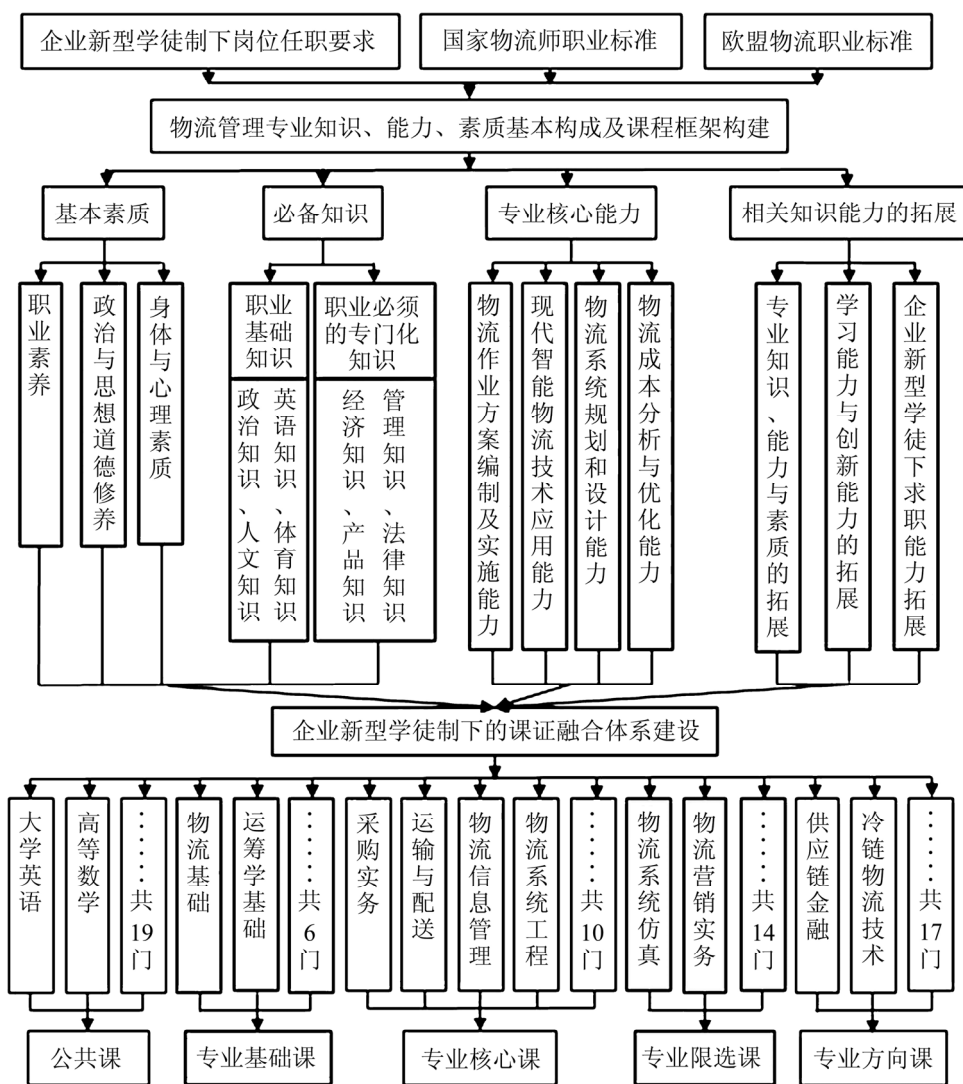 企业新型学徒制下岗位任职要求
国家物流师职业标准
欧盟物流职业标准
物流管理专业知识、能力、素质基本构成及课程框架构建
基本素质
必备知识
专业核心能力
相关知识能力的拓展
职业素养
政治与思想道德修养
身体与心理素质
职业
基础
知识
职业必须
的专门化
知识
政治知识、人文知识
英语知识、体育知识
经济知识、产品知识
管理知识、法律知识
物流作业方案编制及实施能力
现代智能物流技术应用能力
物流系统规划和设计能力
物流成本分析与优化能力
专业知识、能力与素质的拓展
学习能力与创新能力的拓展
企业新型学徒下求职能力拓展
企业新型学徒制下的课证融合体系建设
大学英语
高等数学
……共19门
物流基础
运筹学基础
……共6门
采购实务
运输与配送
物流信息管理
物流系统工程
……共10门
物流系统仿真
物流营销实务
……共14门
供应链金融
冷链物流技术
……共17门
公共课
专业基础课
专业核心课
专业限选课
专业方向课